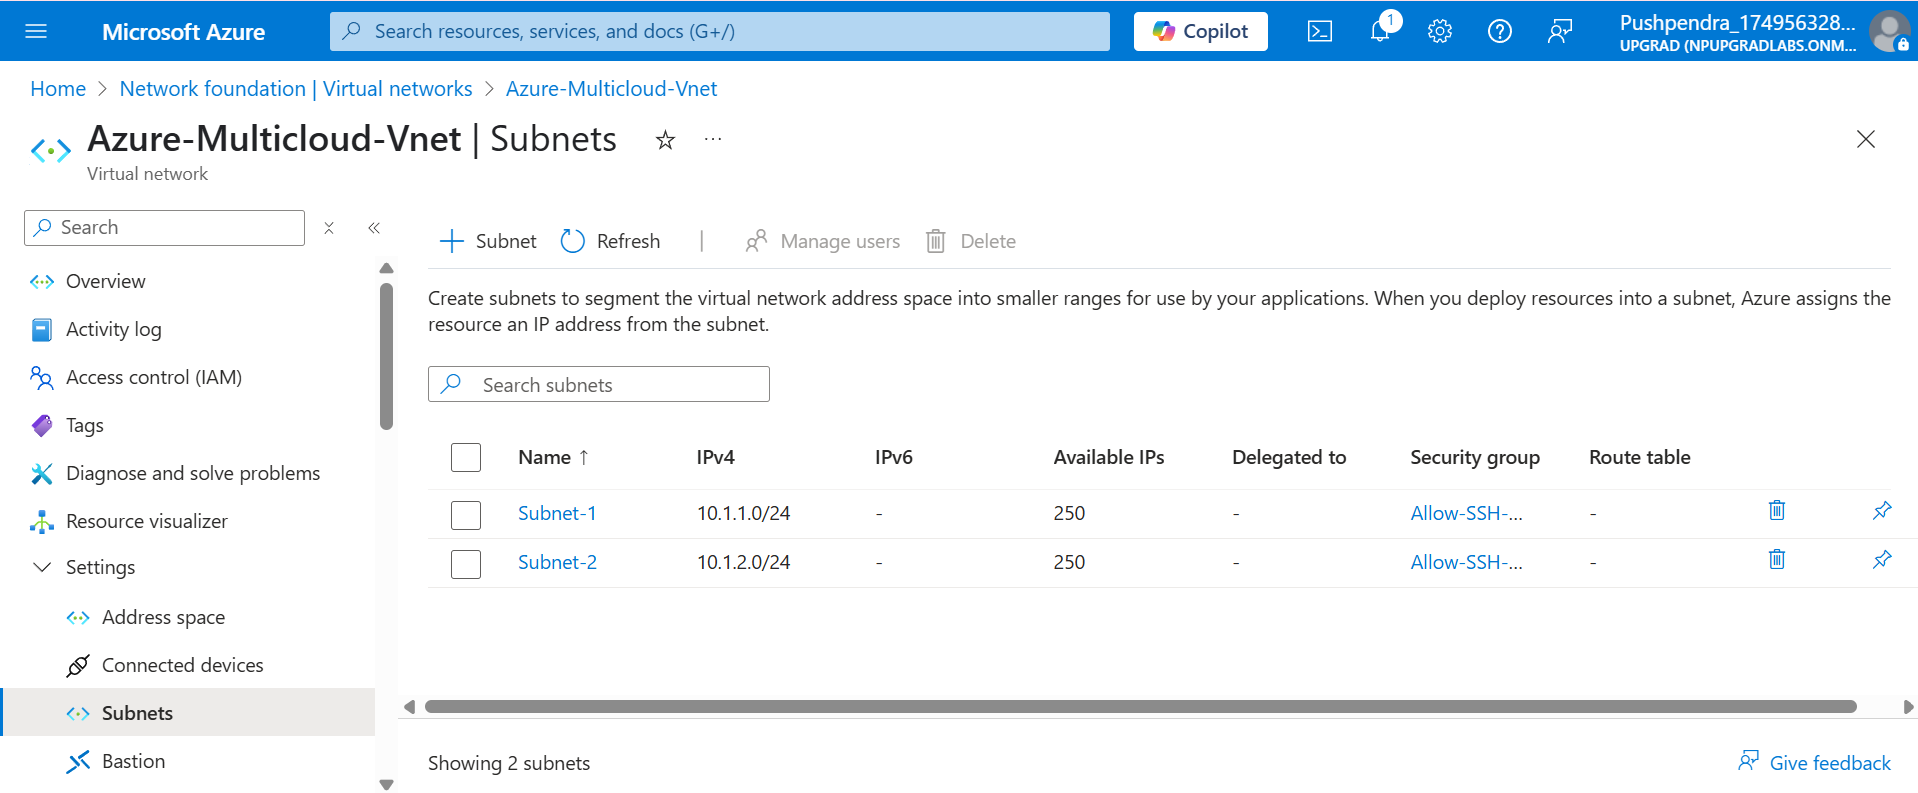 Microsoft Azure
Search resources, services, and docs (G+/)
Copilot
1
Pushpendra_174956328...
UPGRAD (NPUPGRADLABS.ONM...
Home > Network foundation | Virtual networks > Azure-Multicloud-Vnet
Azure-Multicloud-Vnet | Subnets
Virtual network
Search
Overview
Activity log
Access control (IAM)
Tags
Diagnose and solve problems
Resource visualizer
Settings
Address space
Connected devices
Subnets
Bastion
Subnet Refresh | Manage users Delete
Create subnets to segment the virtual network address space into smaller ranges for use by your applications. When you deploy resources into a subnet, Azure assigns the
resource an IP address from the subnet.
Search subnets
Name ↑ IPv4 IPv6 Available IPs Delegated to Security group Route table
Subnet-1 10.1.1.0/24 - 250 - Allow-SSH-... -
Subnet-2 10.1.2.0/24 - 250 - Allow-SSH-... -
Showing 2 subnets
Give feedback